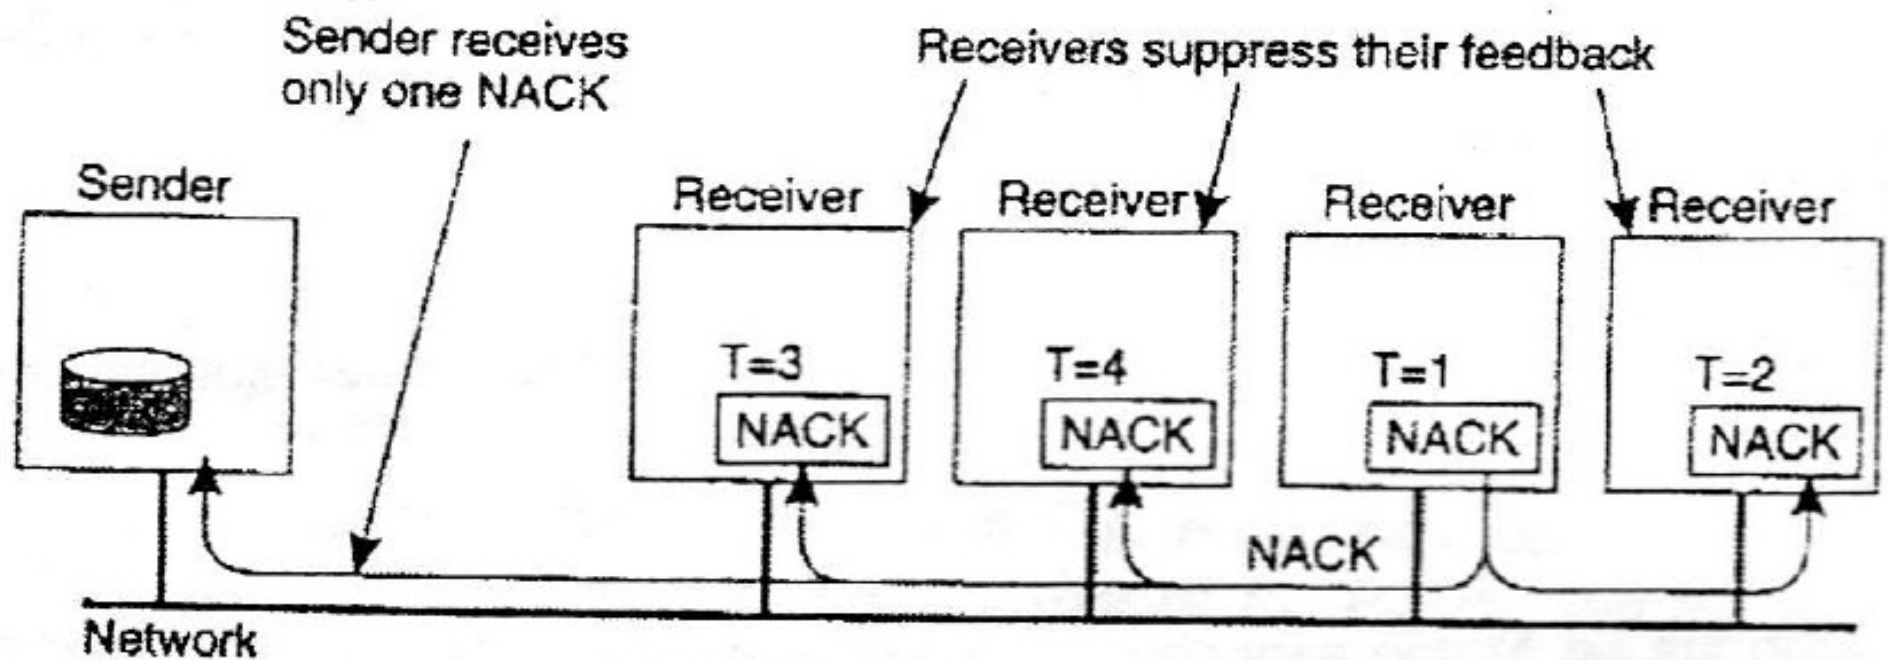 Sender receives
only one NACK
Receivers suppress their feedback
Sender
Receiver
Receiver
Receiver
Receiver
T=3
T=4
T=1
T=2
NACK
NACK
NACK
NACK
NACK
Network